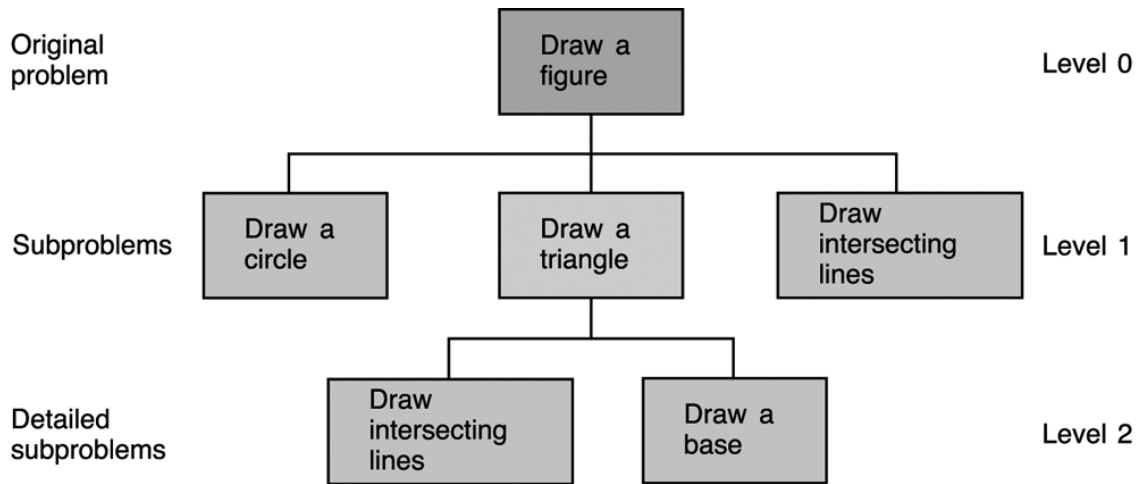 Original
problem
Draw a
figure
Level 0
Subproblems
Draw a
circle
Draw a
triangle
Draw
intersecting
lines
Level 1
Detailed
subproblems
Draw
intersecting
lines
Draw a
base
Level 2